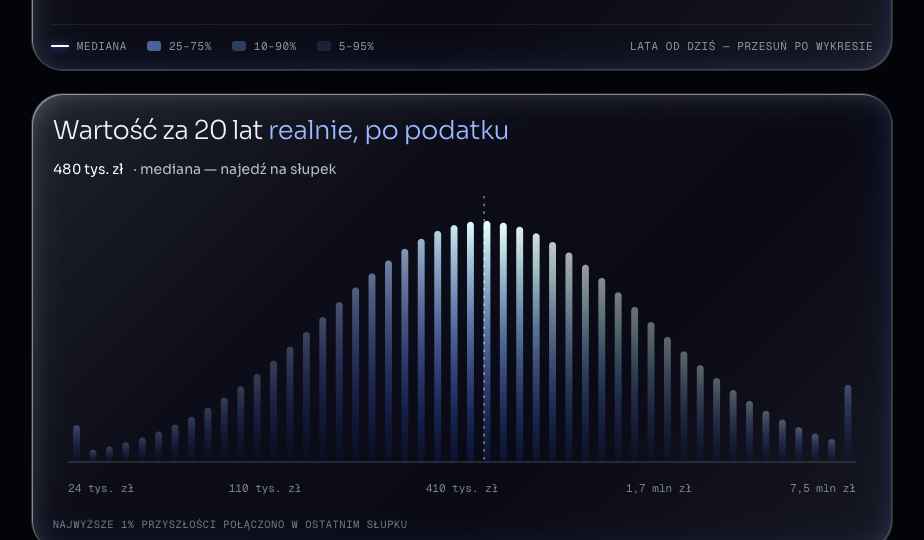 MEDIANA 25–75% 10–90% 5–95% LATA OD DZIŚ — PRZESUŃ PO WYKRESIE
Wartość za 20 lat realnie, po podatku
480 tys. zł · mediana — najedź na słupek
24 tys. zł 110 tys. zł 410 tys. zł 1,7 mln zł 7,5 mln zł
NAJWYŻSZE 1% PRZYSZŁOŚCI POŁĄCZONO W OSTATNIM SŁUPKU